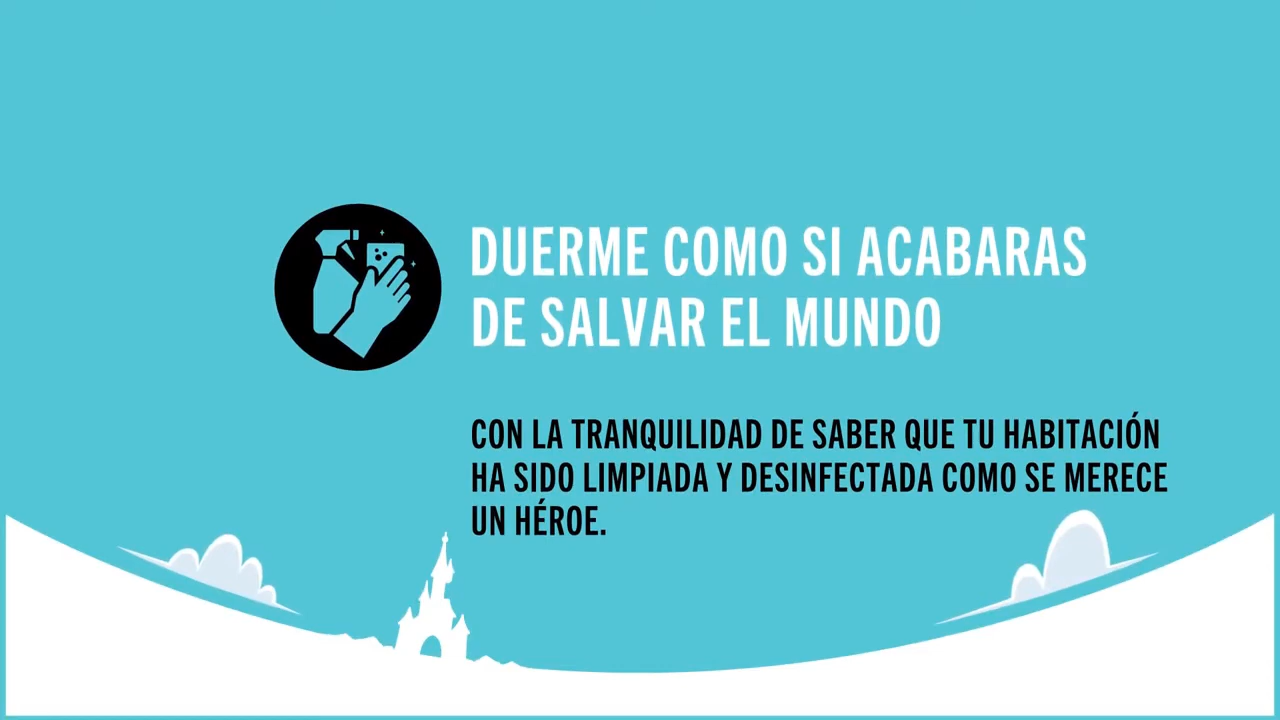 DUERME COMO SI ACABARAS
DE SALVAR EL MUNDO
CON LA TRANQUILIDAD DE SABER QUE TU HABITACIÓN
HA SIDO LIMPIADA Y DESINFECTADA COMO SE MERECE
UN HÉROE.